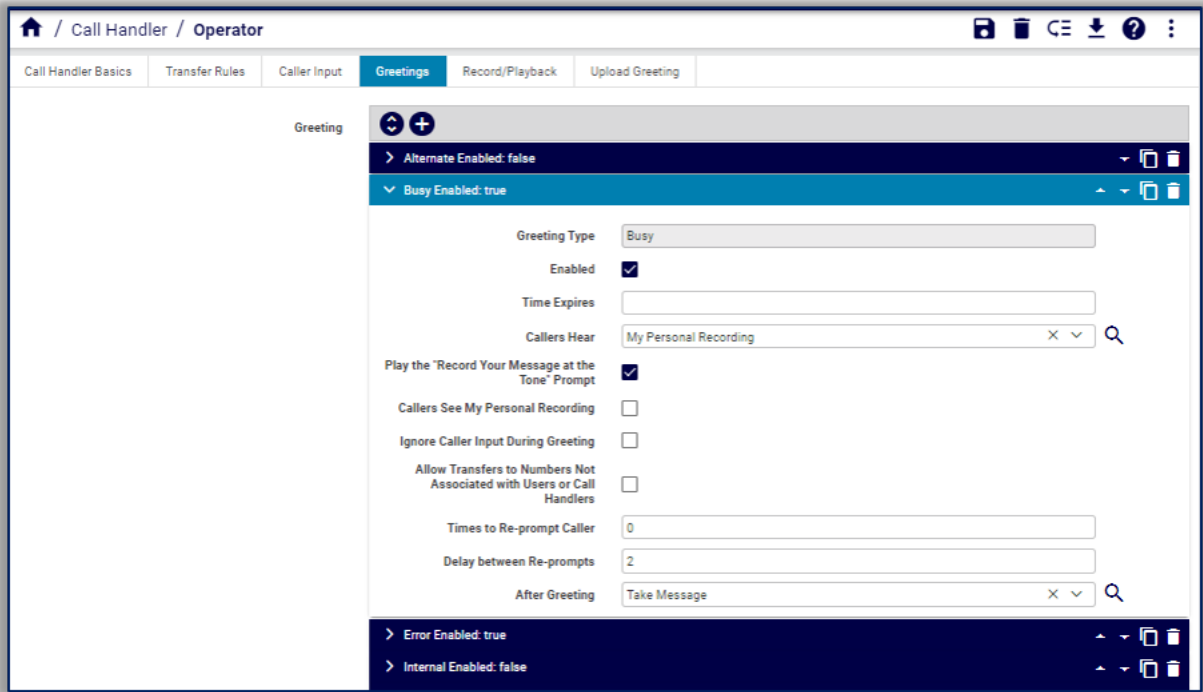 / Call Handler / Operator
Call Handler Basics Transfer Rules Caller Input Greetings Record/Playback Upload Greeting
Greeting
Alternate Enabled: false
Busy Enabled: true
Greeting Type Busy
Enabled
Time Expires
Callers Hear My Personal Recording
Play the "Record Your Message at the
Tone" Prompt
Callers See My Personal Recording
Ignore Caller Input During Greeting
Allow Transfers to Numbers Not
Associated with Users or Call
Handlers
Times to Re-prompt Caller 0
Delay between Re-prompts 2
After Greeting Take Message
Error Enabled: true
Internal Enabled: false